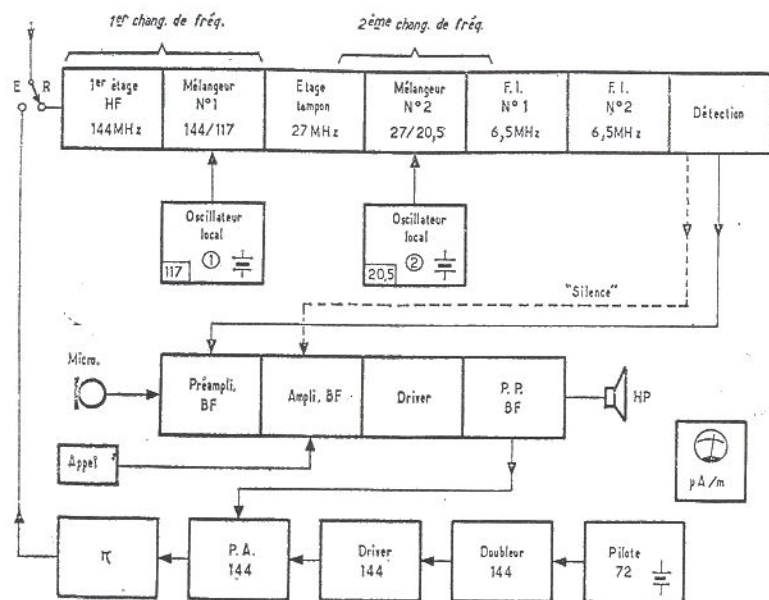 1er chang. de fréq.
2ème chang. de fréq.
E
R
1er étage
HF
144MHz
Mélangeur
N°1
144/117
Etage
tampon
27 MHz
Mélangeur
N°2
27/20,5
F.I.
N°1
6,5MHz
F.I.
N°2
6,5MHz
Détection
Oscillateur
local
1
117
Oscillateur
local
2
20,5
"Silence"
Micro.
Préampli.
BF
Ampli. BF
Driver
P.P.
BF
HP
Appel
µA/m
π
P.A.
144
Driver
144
Doubleur
144
Pilote
72